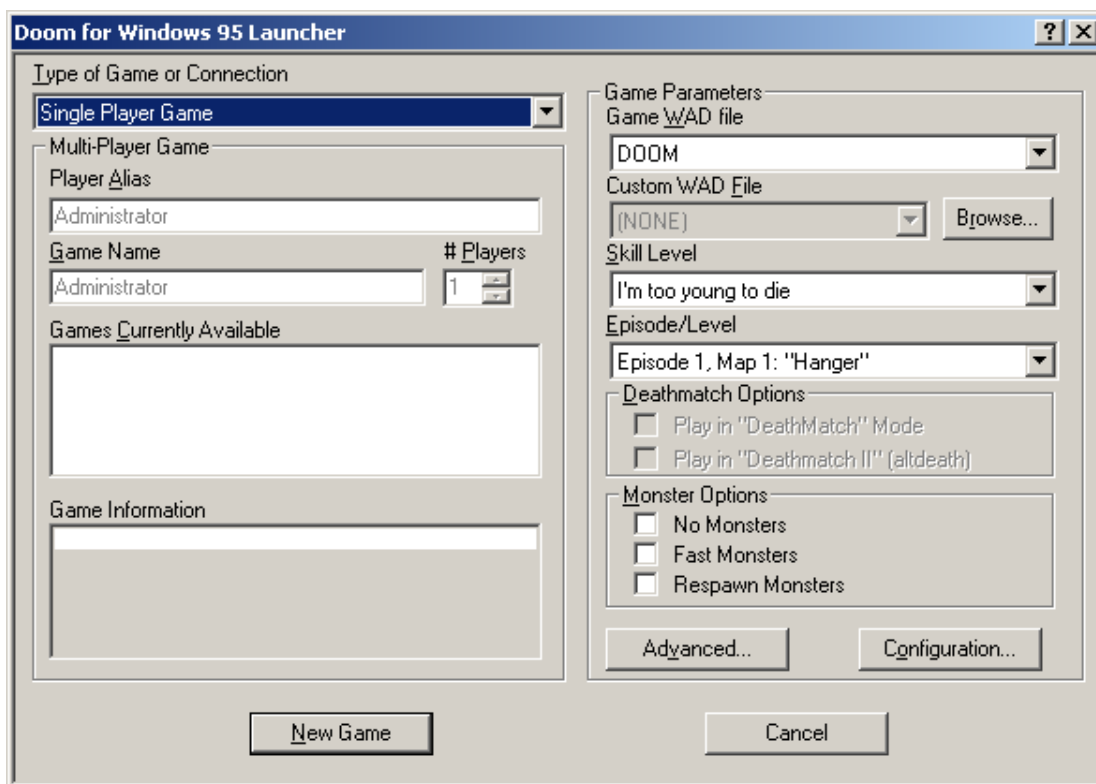 Doom for Windows 95 Launcher
Type of Game or Connection
Single Player Game
Multi-Player Game
Player Alias
Administrator
Game Name
# Players
Administrator
1
Games Currently Available
Game Information
Game Parameters
Game WAD file
DOOM
Custom WAD File
(NONE)
Browse...
Skill Level
I'm too young to die
Episode/Level
Episode 1, Map 1: "Hanger"
Deathmatch Options
Play in "DeathMatch" Mode
Play in "Deathmatch II" (altdeath)
Monster Options
No Monsters
Fast Monsters
Respawn Monsters
Advanced...
Configuration...
New Game
Cancel